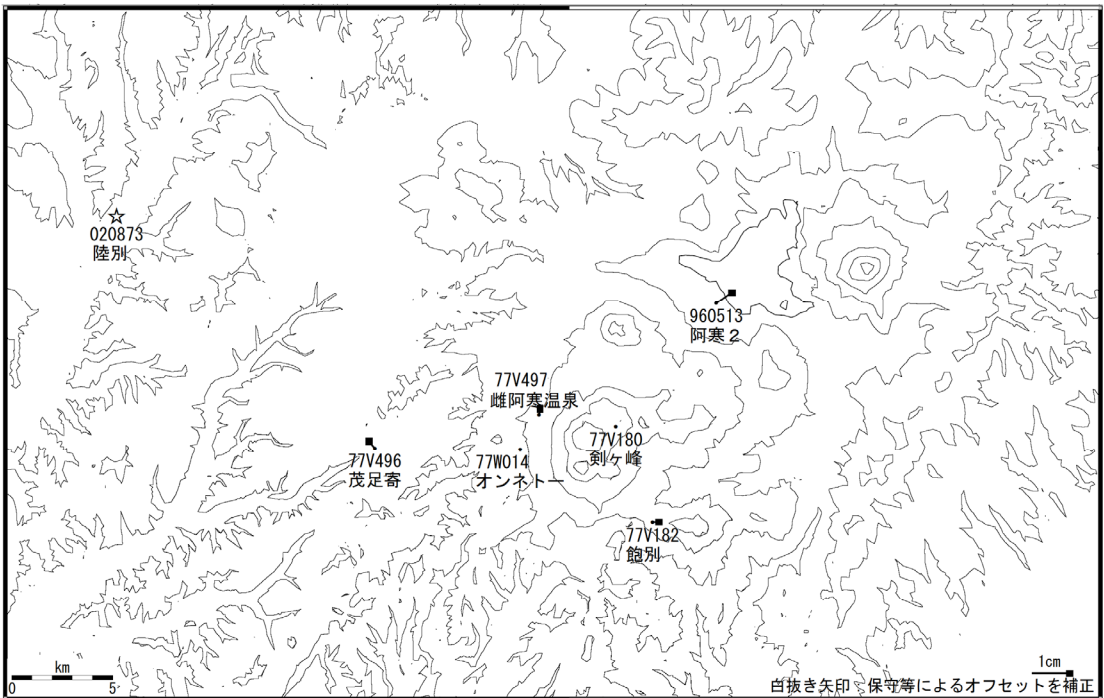 020873
陸別
960513
阿寒２
77V497
雌阿寒温泉
77V180
剣ヶ峰
77V496
茂足寄
77W014
オンネトー
77V182
飽別
km
0 5
1cm
白抜き矢印：保守等によるオフセットを補正